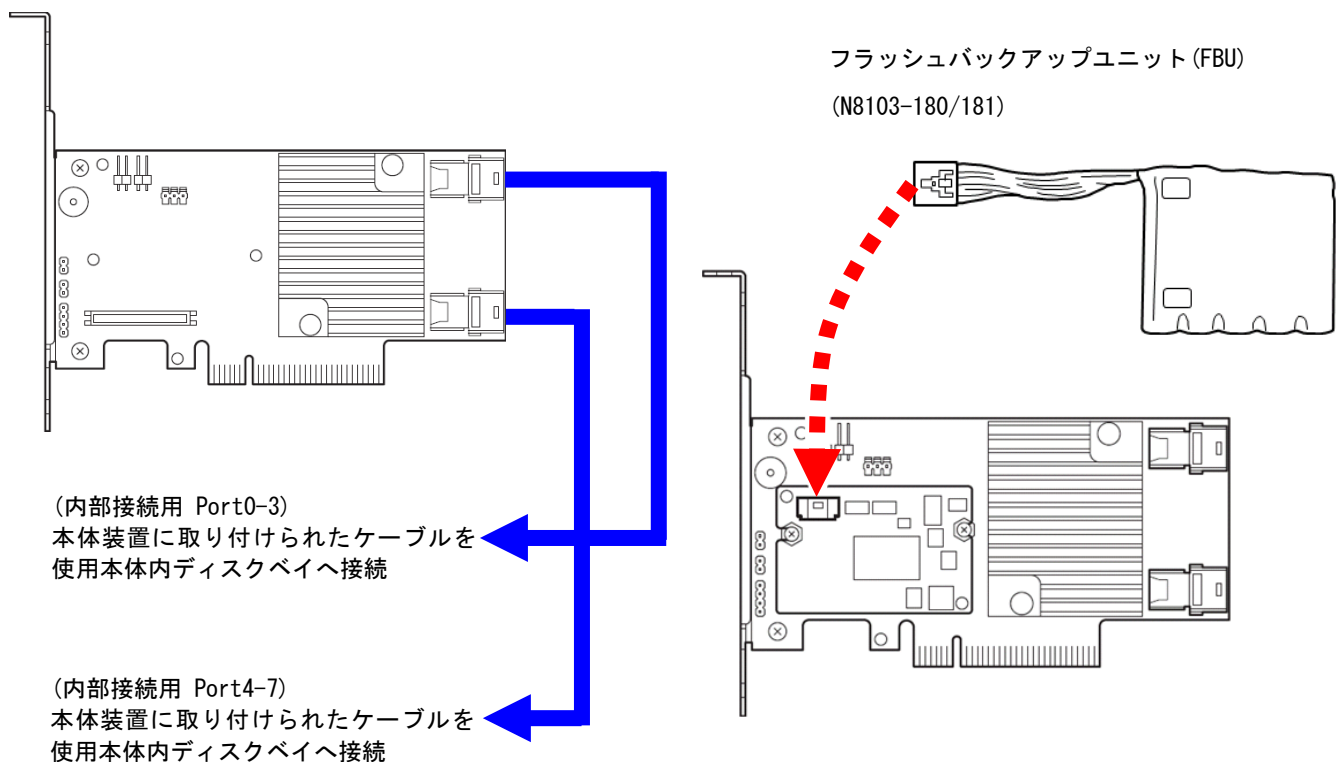 フラッシュバックアップユニット(FBU)
(N8103-180/181)
(内部接続用 Port0-3)
本体装置に取り付けられたケーブルを
使用本体内ディスクベイへ接続
(内部接続用 Port4-7)
本体装置に取り付けられたケーブルを
使用本体内ディスクベイへ接続